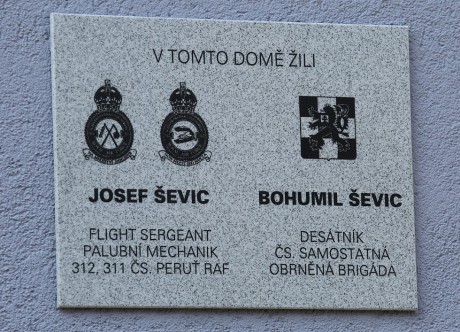 V TOMTO DOMĚ ŽILI
JOSEF ŠEVIC
FLIGHT SERGEANT
PALUBNÍ MECHANIK
312, 311 ČS. PERUŤ RAF
BOHUMIL ŠEVIC
DESÁTNÍK
ČS. SAMOSTATNÁ
OBRNĚNÁ BRIGÁDA